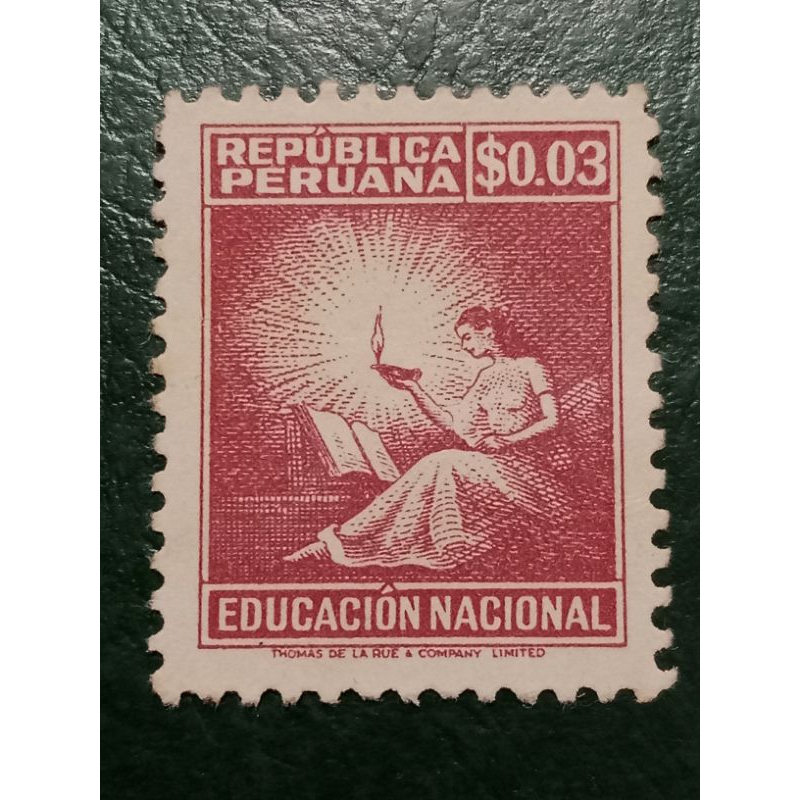 REPÚBLICA
PERUANA
$0.03
EDUCACIÓN NACIONAL
THOMAS DE LA RUE & COMPANY LIMITED